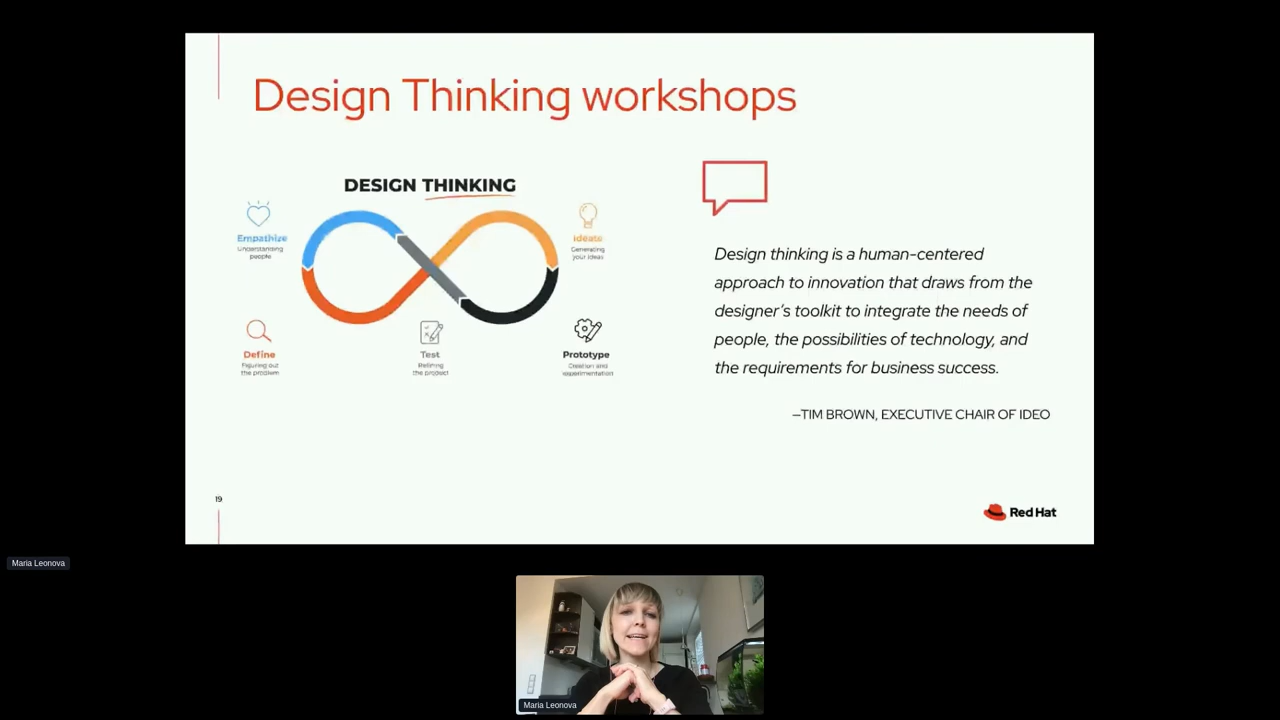 Design Thinking workshops
DESIGN THINKING
Empathize
Understanding
people
Ideate
Generating
your ideas
Define
Figuring out
the problem
Test
Refining
the product
Prototype
Creation and
experimentation
Design thinking is a human-centered
approach to innovation that draws from the
designer's toolkit to integrate the needs of
people, the possibilities of technology, and
the requirements for business success.
—TIM BROWN, EXECUTIVE CHAIR OF IDEO
19
Red Hat
Maria Leonova
Maria Leonova